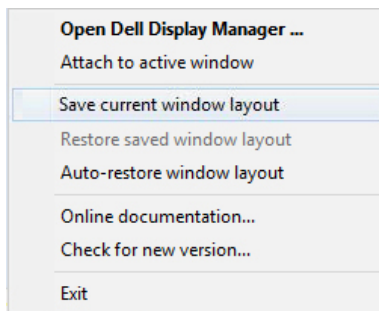 Open Dell Display Manager ...
Attach to active window
Save current window layout
Restore saved window layout
Auto-restore window layout
Online documentation...
Check for new version...
Exit